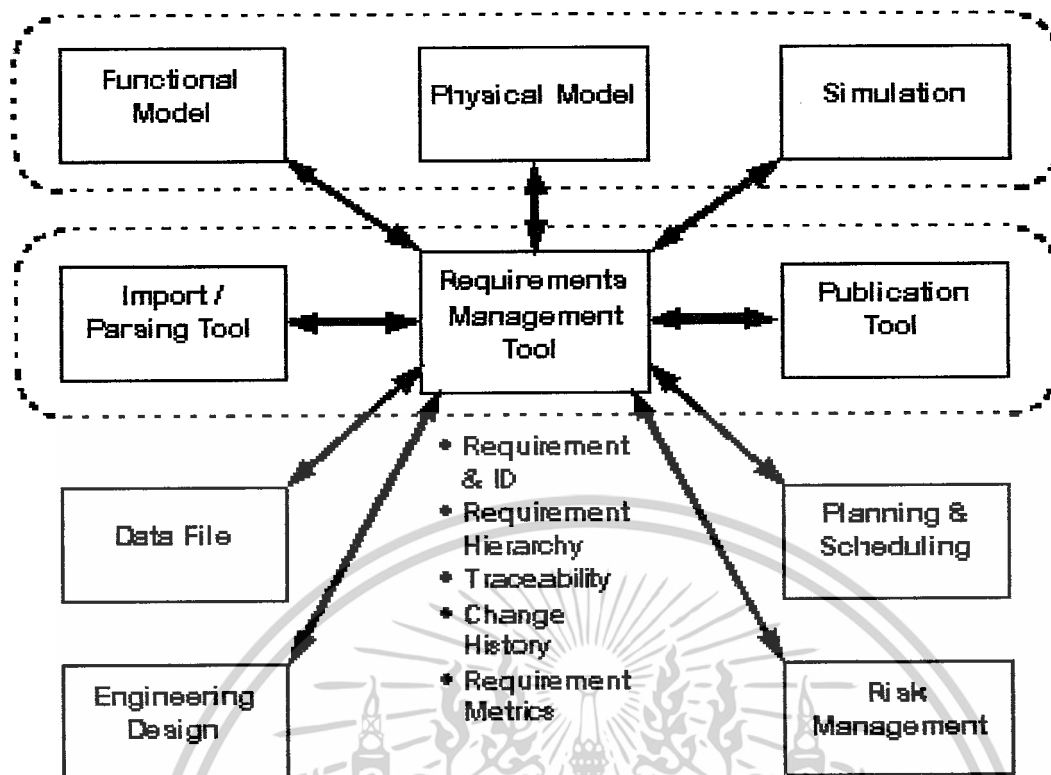 Functional
Model
Physical Model
Simulation
Import /
Parsing Tool
Requirements
Management
Tool
Publication
Tool
• Requirement
& ID
• Requirement
Hierarchy
• Traceability
• Change
History
• Requirement
Metrics
Data File
Planning &
Scheduling
Engineering
Design
Risk
Management